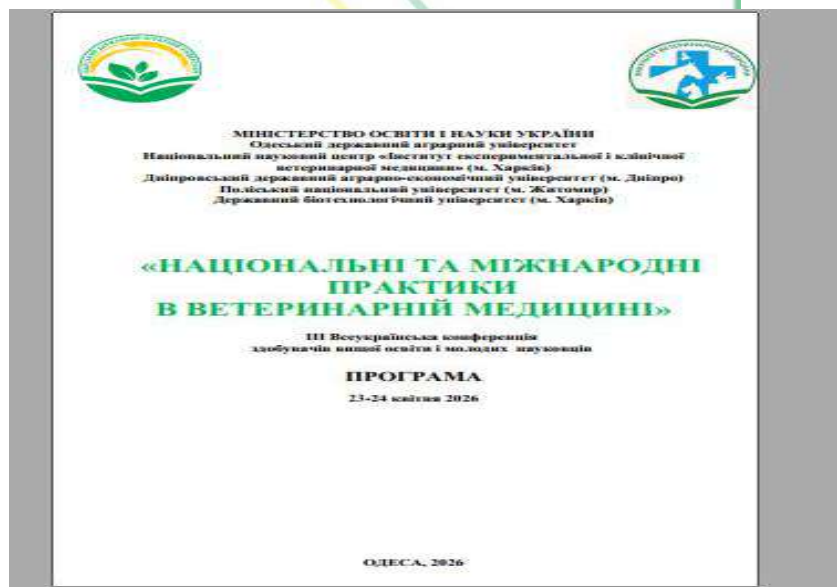 МІНІСТЕРСТВО ОСВІТИ І НАУКИ УКРАЇНИ
Одеський державний аграрний університет
Національний науковий центр «Інститут експериментальної і клінічної
ветеринарної медицини» (м. Харків)
Дніпровський державний аграрно-економічний університет (м. Дніпро)
Поліський національний університет (м. Житомир)
Державний біотехнологічний університет (м. Харків)
«НАЦІОНАЛЬНІ ТА МІЖНАРОДНІ
ПРАКТИКИ
В ВЕТЕРИНАРНІЙ МЕДИЦИНІ»
ІІІ Всеукраїнська конференція
здобувачів вищої освіти і молодих науковців
ПРОГРАМА
23-24 квітня 2026
ОДЕСА, 2026